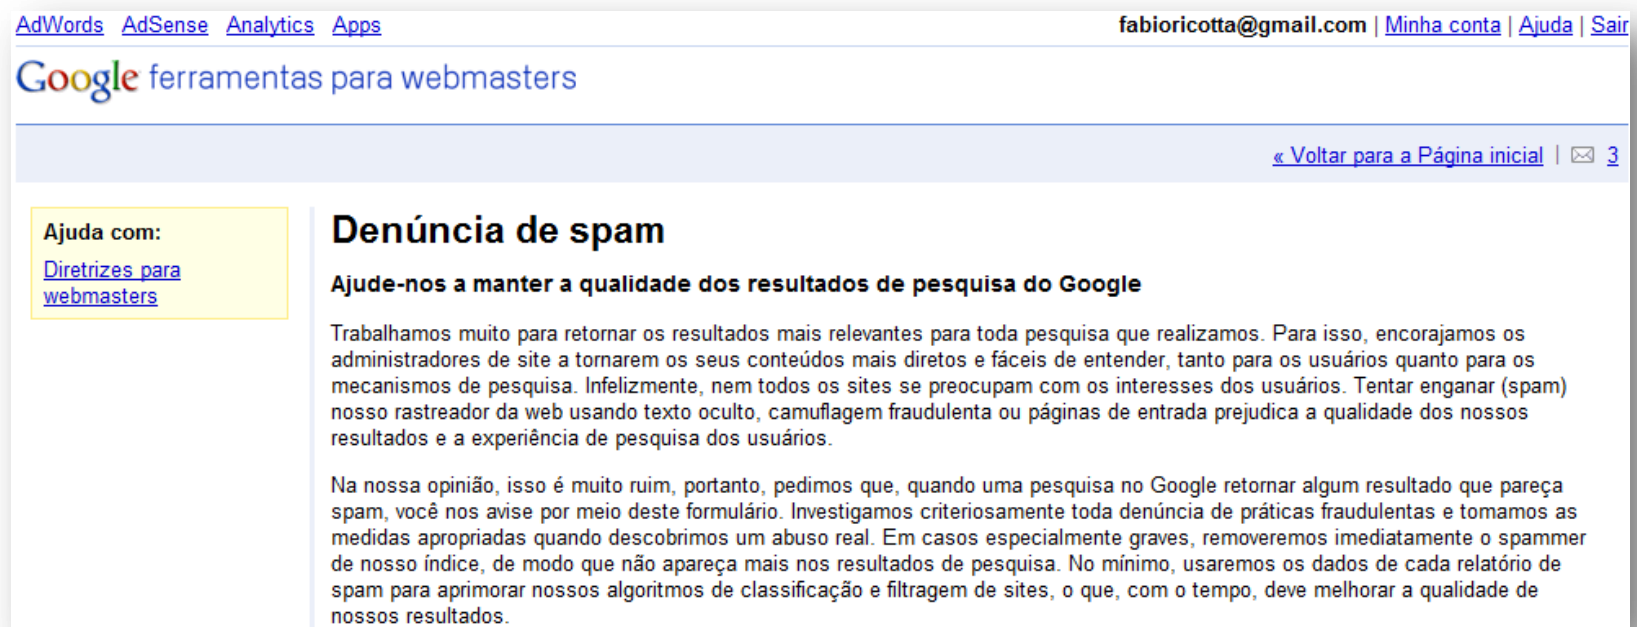 AdWords AdSense Analytics Apps
fabioricotta@gmail.com | Minha conta | Ajuda | Sair
Google ferramentas para webmasters
« Voltar para a Página inicial | 3
Ajuda com:
Diretrizes para
webmasters
Denúncia de spam
Ajude-nos a manter a qualidade dos resultados de pesquisa do Google
Trabalhamos muito para retornar os resultados mais relevantes para toda pesquisa que realizamos. Para isso, encorajamos os
administradores de site a tornarem os seus conteúdos mais diretos e fáceis de entender, tanto para os usuários quanto para os
mecanismos de pesquisa. Infelizmente, nem todos os sites se preocupam com os interesses dos usuários. Tentar enganar (spam)
nosso rastreador da web usando texto oculto, camuflagem fraudulenta ou páginas de entrada prejudica a qualidade dos nossos
resultados e a experiência de pesquisa dos usuários.
Na nossa opinião, isso é muito ruim, portanto, pedimos que, quando uma pesquisa no Google retornar algum resultado que pareça
spam, você nos avise por meio deste formulário. Investigamos criteriosamente toda denúncia de práticas fraudulentas e tomamos as
medidas apropriadas quando descobrimos um abuso real. Em casos especialmente graves, removeremos imediatamente o spammer
de nosso índice, de modo que não apareça mais nos resultados de pesquisa. No mínimo, usaremos os dados de cada relatório de
spam para aprimorar nossos algoritmos de classificação e filtragem de sites, o que, com o tempo, deve melhorar a qualidade de
nossos resultados.